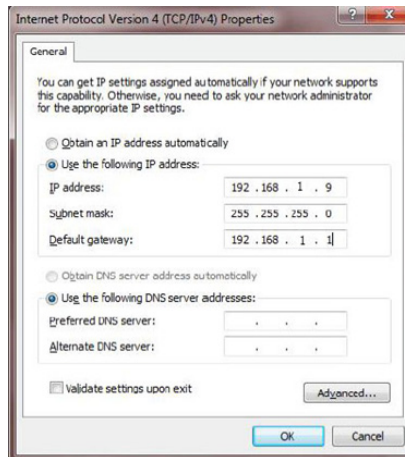 Internet Protocol Version 4 (TCP/IPv4) Properties
General
You can get IP settings assigned automatically if your network supports
this capability. Otherwise, you need to ask your network administrator
for the appropriate IP settings.
Obtain an IP address automatically
Use the following IP address:
IP address: 192 . 168 . 1 . 9
Subnet mask: 255 . 255 . 255 . 0
Default gateway: 192 . 168 . 1 . 1
Obtain DNS server address automatically
Use the following DNS server addresses:
Preferred DNS server: . . .
Alternate DNS server: . . .
Validate settings upon exit
Advanced...
OK Cancel